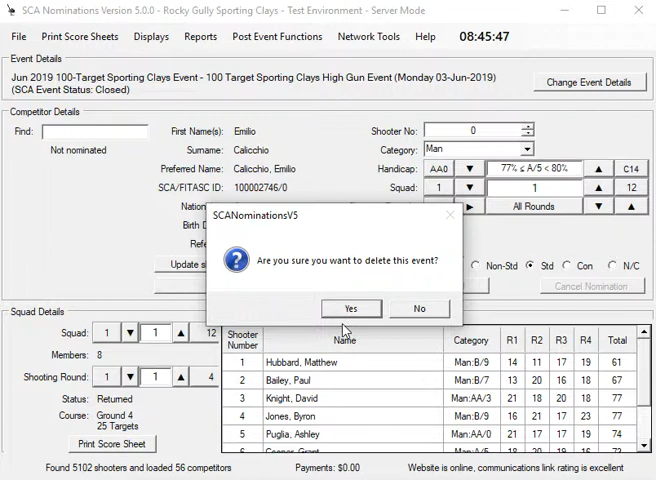 SCA Nominations Version 5.0.0 - Rocky Gully Sporting Clays - Test Environment - Server Mode
File Print Score Sheets Displays Reports Post Event Functions Network Tools Help 08:45:47
Event Details
Jun 2019 100-Target Sporting Clays Event - 100 Target Sporting Clays High Gun Event (Monday 03-Jun-2019)
(SCA Event Status: Closed)
Change Event Details
Competitor Details
Find: First Name(s): Emilio Shooter No: 0
Not nominated Surname: Calicchio Category: Man
Preferred Name: Calicchio, Emilio Handicap: AA0 77% ≤ A/5 < 80% C14
SCA/FITASC ID: 100002746/0 Squad: 1 1 12
Nation All Rounds
Birth D
Refe
Update s Non-Std Std Con N/C
Cancel Nomination
SCANominationsV5
Are you sure you want to delete this event?
Yes No
Squad Details
Squad: 1 1 12
Members: 8
Shooting Round: 1 1 4
Status: Returned
Course: Ground 4
25 Targets
Print Score Sheet
Shooter Number Name Category R1 R2 R3 R4 Total
1 Hubbard, Matthew Man:B/9 14 11 17 19 61
2 Bailey, Paul Man:B/7 13 20 16 18 67
3 Knight, David Man:AA/3 21 18 20 18 77
4 Jones, Byron Man:B/9 16 21 17 23 77
5 Puglia, Ashley Man:AA/0 21 17 17 19 74
Found 5102 shooters and loaded 56 competitors Payments: $0.00 Website is online, communications link rating is excellent